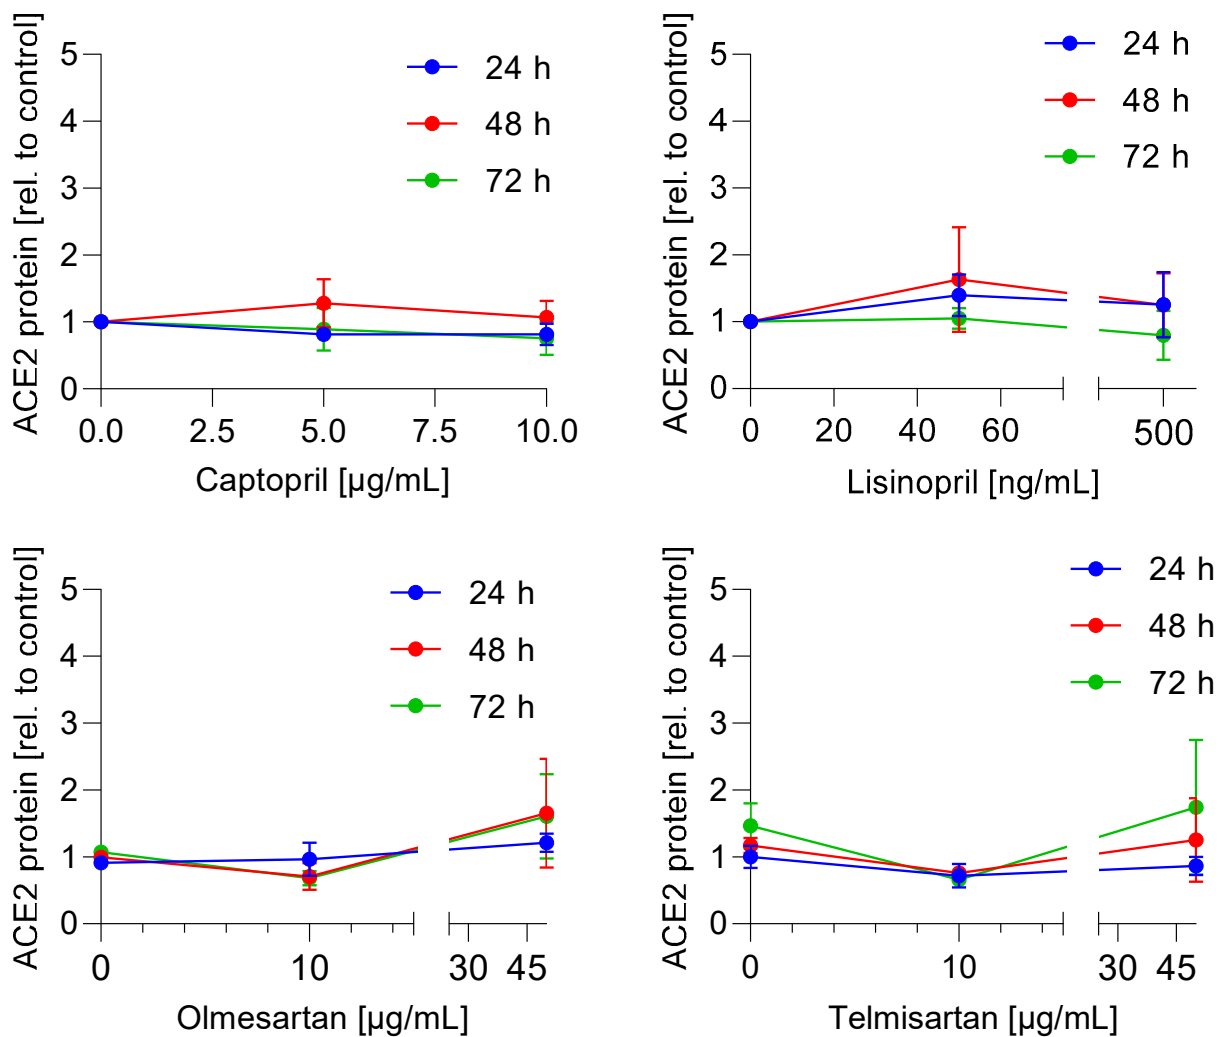 ACE2 protein [rel. to control]
5
4
3
2
1
0
0.0 2.5 5.0 7.5 10.0
Captopril [µg/mL]
24 h
48 h
72 h
ACE2 protein [rel. to control]
5
4
3
2
1
0
0 20 40 60 500
Lisinopril [ng/mL]
24 h
48 h
72 h
ACE2 protein [rel. to control]
5
4
3
2
1
0
0 10 30 45
Olmesartan [µg/mL]
24 h
48 h
72 h
ACE2 protein [rel. to control]
5
4
3
2
1
0
0 10 30 45
Telmisartan [µg/mL]
24 h
48 h
72 h